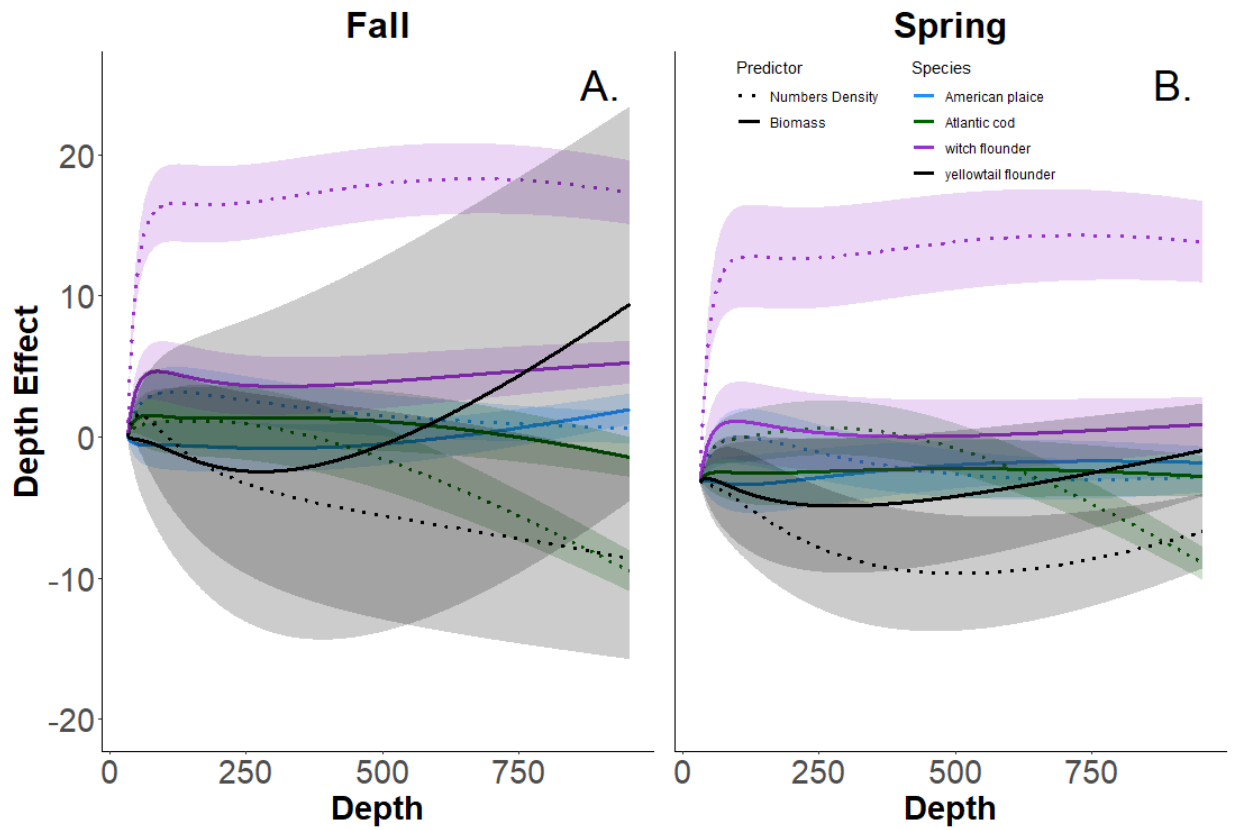 Fall
Spring
A.
B.
Predictor
Numbers Density
Biomass
Species
American plaice
Atlantic cod
witch flounder
yellowtail flounder
Depth Effect
20
10
0
-10
-20
0 250 500 750
0 250 500 750
Depth
Depth